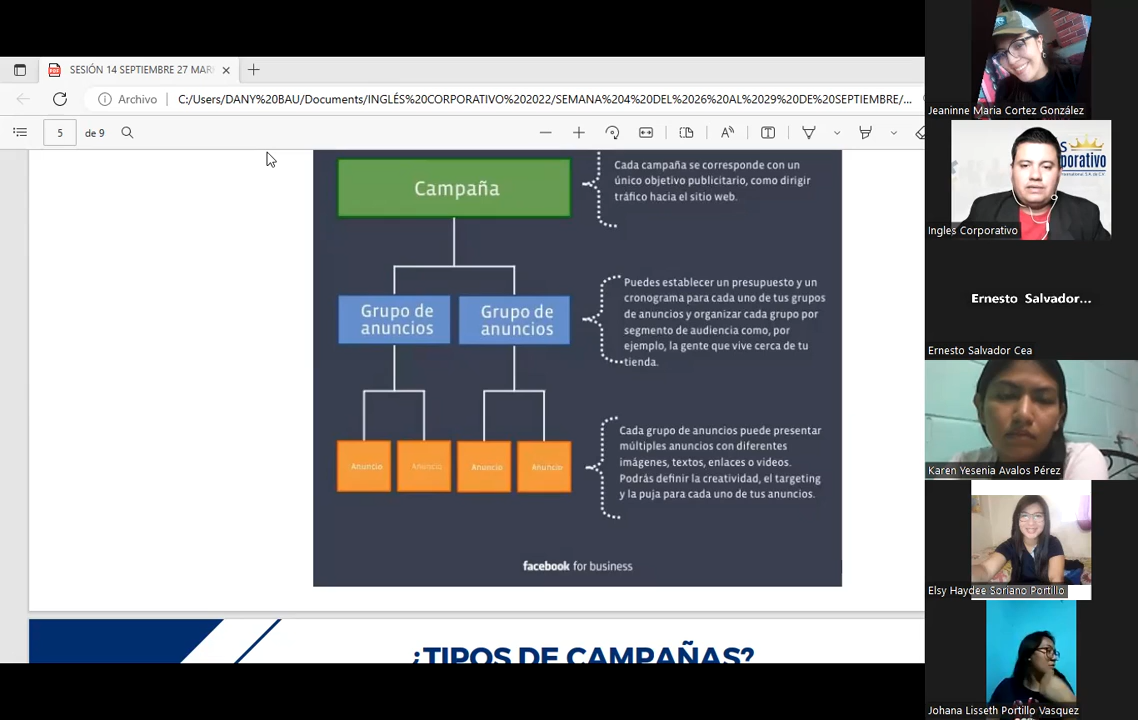 SESIÓN 14 SEPTIEMBRE 27 MAR
Archivo
C:/Users/DANY%20BAU/Documents/INGLÉS%20CORPORATIVO%202022/SEMANA%204%20DEL%2026%20AL%2029%20DE%20SEPTIEMBRE/...
5 de 9
Campaña
Cada campaña se corresponde con un
único objetivo publicitario, como dirigir
tráfico hacia el sitio web.
Grupo de
anuncios
Grupo de
anuncios
Puedes establecer un presupuesto y un
cronograma para cada uno de tus grupos
de anuncios y organizar cada grupo por
segmento de audiencia como, por
ejemplo, la gente que vive cerca de tu
tienda.
Anuncio
Anuncio
Anuncio
Anuncio
Cada grupo de anuncios puede presentar
múltiples anuncios con diferentes
imágenes, textos, enlaces o videos.
Podrás definir la creatividad, el targeting
y la puja para cada uno de tus anuncios.
facebook for business
¿TIPOS DE CAMPAÑAS?
Jeaninne Maria Cortez González
Ingles Corporativo
Ernesto Salvador...
Ernesto Salvador Cea
Karen Yesenia Avalos Pérez
Elsy Haydee Soriano Portillo
Johana Lisseth Portillo Vasquez